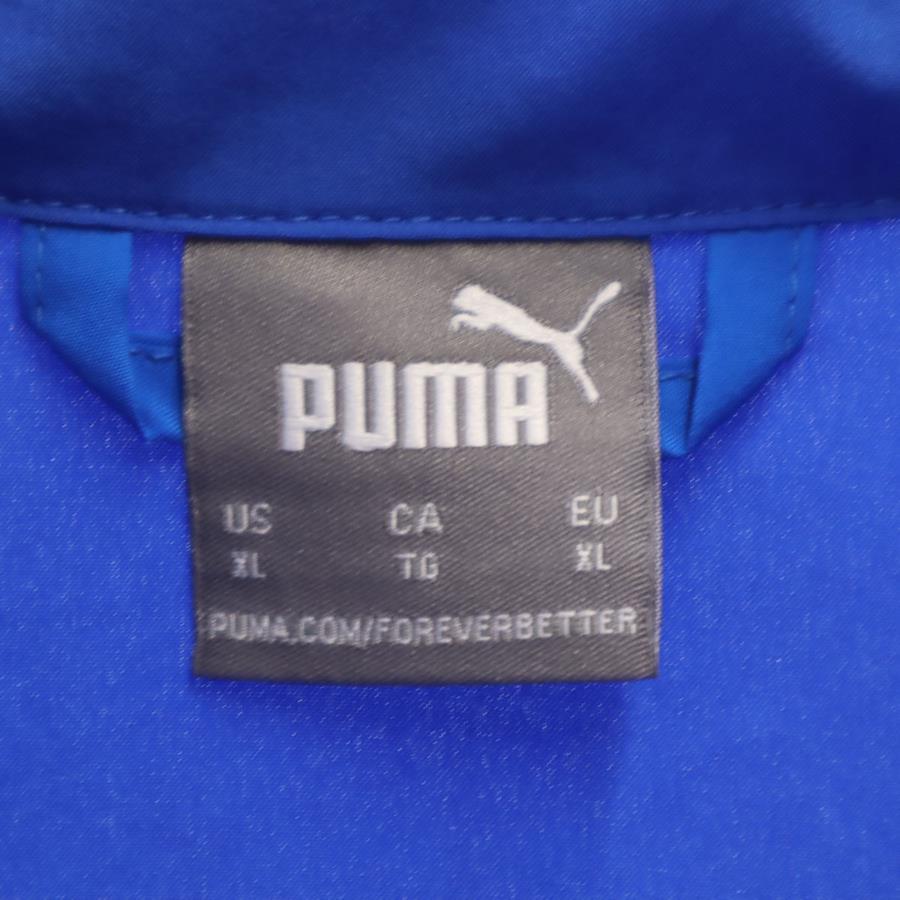 PUMA
US CA EU
XL TG XL
PUMA.COM/FOREVERBETTER